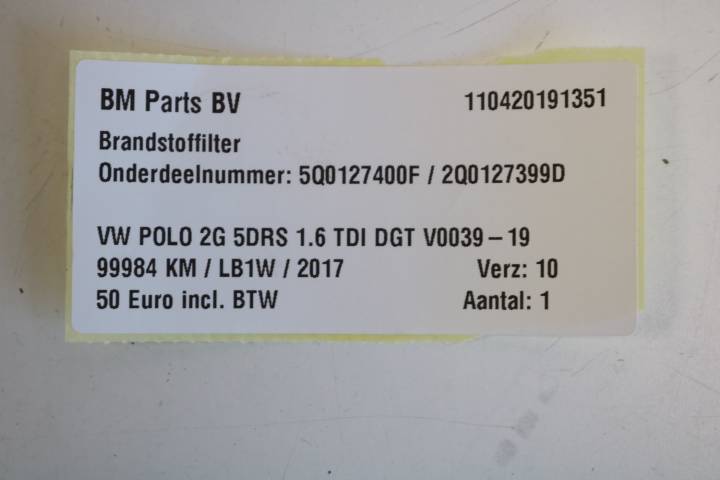 BM Parts BV 110420191351
Brandstoffilter
Onderdeelnummer: 5Q0127400F / 2Q0127399D
VW POLO 2G 5DRS 1.6 TDI DGT V0039 – 19
99984 KM / LB1W / 2017 Verz: 10
50 Euro incl. BTW Aantal: 1